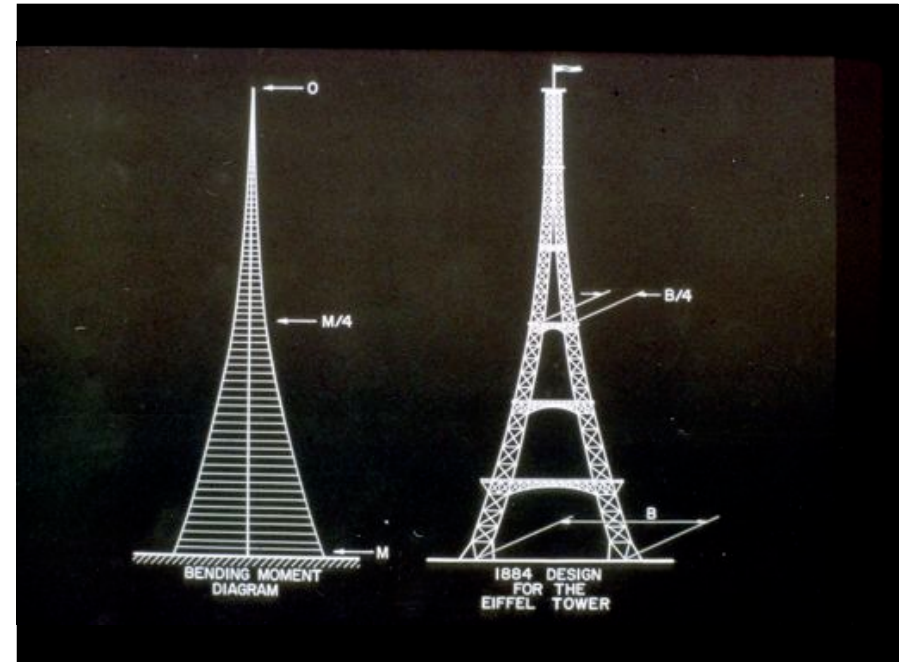 O
M/4
M
BENDING MOMENT
DIAGRAM
B/4
B
1884 DESIGN
FOR THE
EIFFEL TOWER